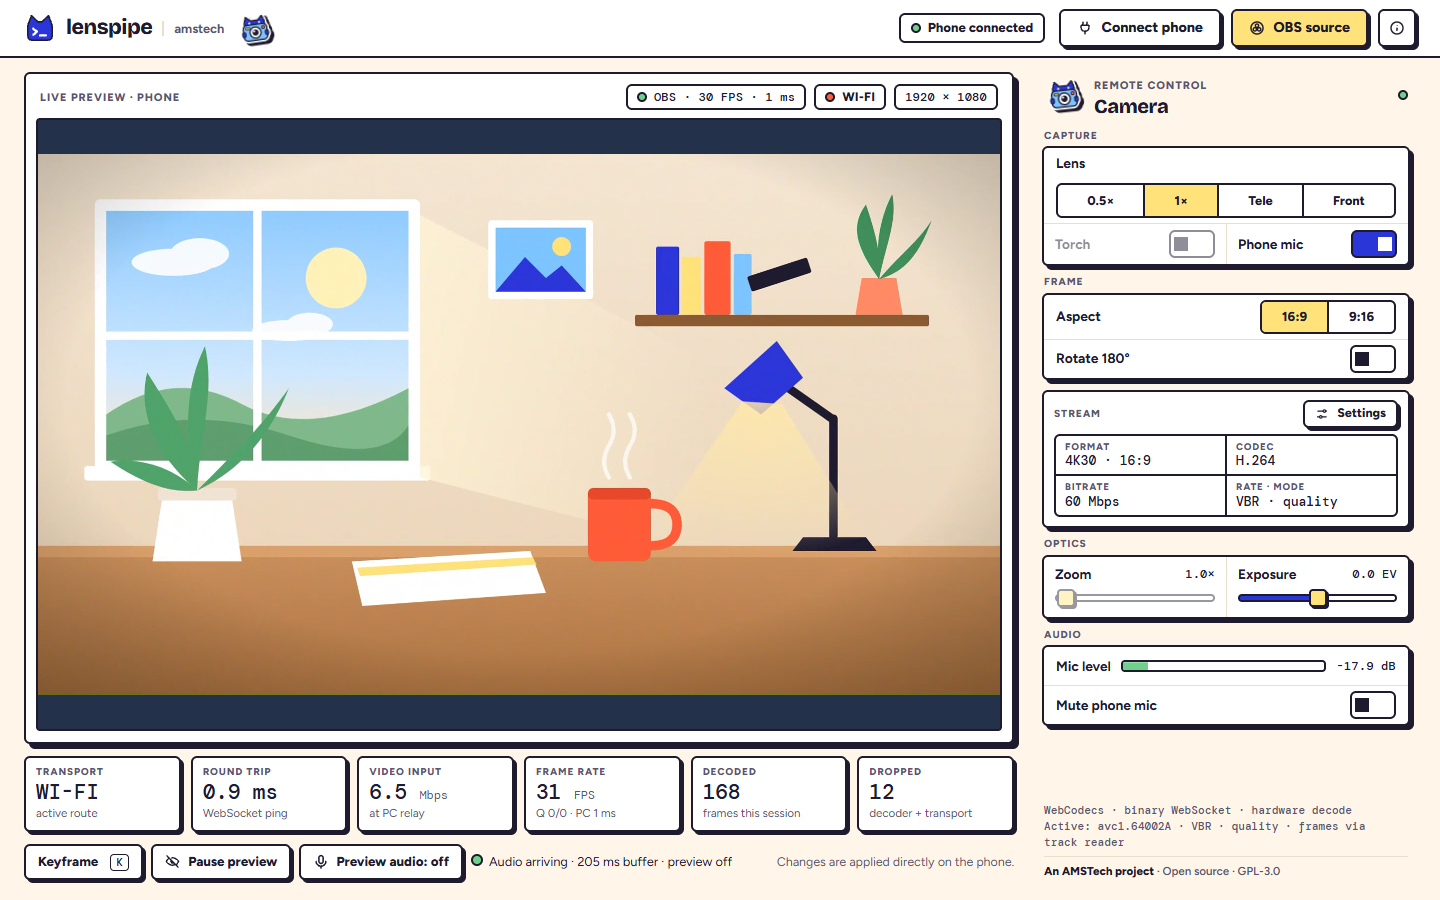 lenspipe
amstech
Phone connected
Connect phone
OBS source
LIVE PREVIEW · PHONE
OBS · 30 FPS · 1 ms
WI-FI
1920 × 1080
REMOTE CONTROL
Camera
CAPTURE
Lens
0.5×
1×
Tele
Front
Torch
Phone mic
FRAME
Aspect
16:9
9:16
Rotate 180°
STREAM
Settings
FORMAT
4K30 · 16:9
CODEC
H.264
BITRATE
60 Mbps
RATE · MODE
VBR · quality
OPTICS
Zoom
1.0×
Exposure
0.0 EV
AUDIO
Mic level
-17.9 dB
Mute phone mic
TRANSPORT
WI-FI
active route
ROUND TRIP
0.9 ms
WebSocket ping
VIDEO INPUT
6.5 Mbps
at PC relay
FRAME RATE
31 FPS
Q 0/0 · PC 1 ms
DECODED
168
frames this session
DROPPED
12
decoder + transport
Keyframe K
Pause preview
Preview audio: off
Audio arriving · 205 ms buffer · preview off
Changes are applied directly on the phone.
WebCodecs · binary WebSocket · hardware decode
Active: avc1.64002A · VBR · quality · frames via
track reader
An AMSTech project · Open source · GPL-3.0